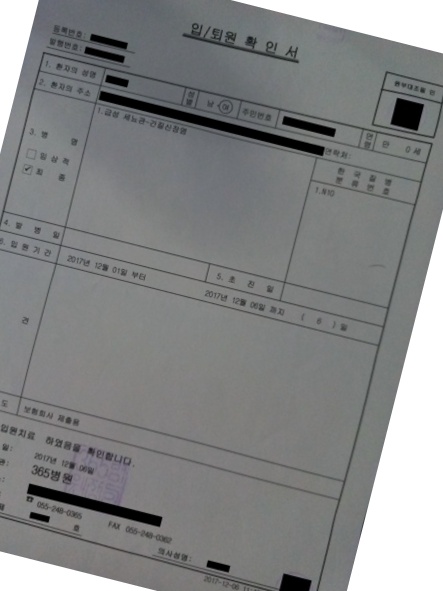 입/퇴원 확 인 서
등록번호:
발행번호:
원부대조필 인
1. 환자의 성명
성별 남 여 주민번호
연령 만 0 세
2. 환자의 주소
연락처:
3. 병 명
1.급성 세뇨관-간질신장염
한 국 질 병
분 류 번 호
임상적
최 종
1.N10
4. 발 병 일
5. 초 진 일
6. 입원기간
2017년 12월 01일 부터
2017년 12월 06일 까지 ( 6 ) 일
견
도
보험회사 제출용
입원치료 하였음을 확인합니다.
일:
2017년 12월 06일
관:
365병원
소:
☎ 055-248-0365
FAX 055-248-0362
호
의사성명:
2017-12-06 11